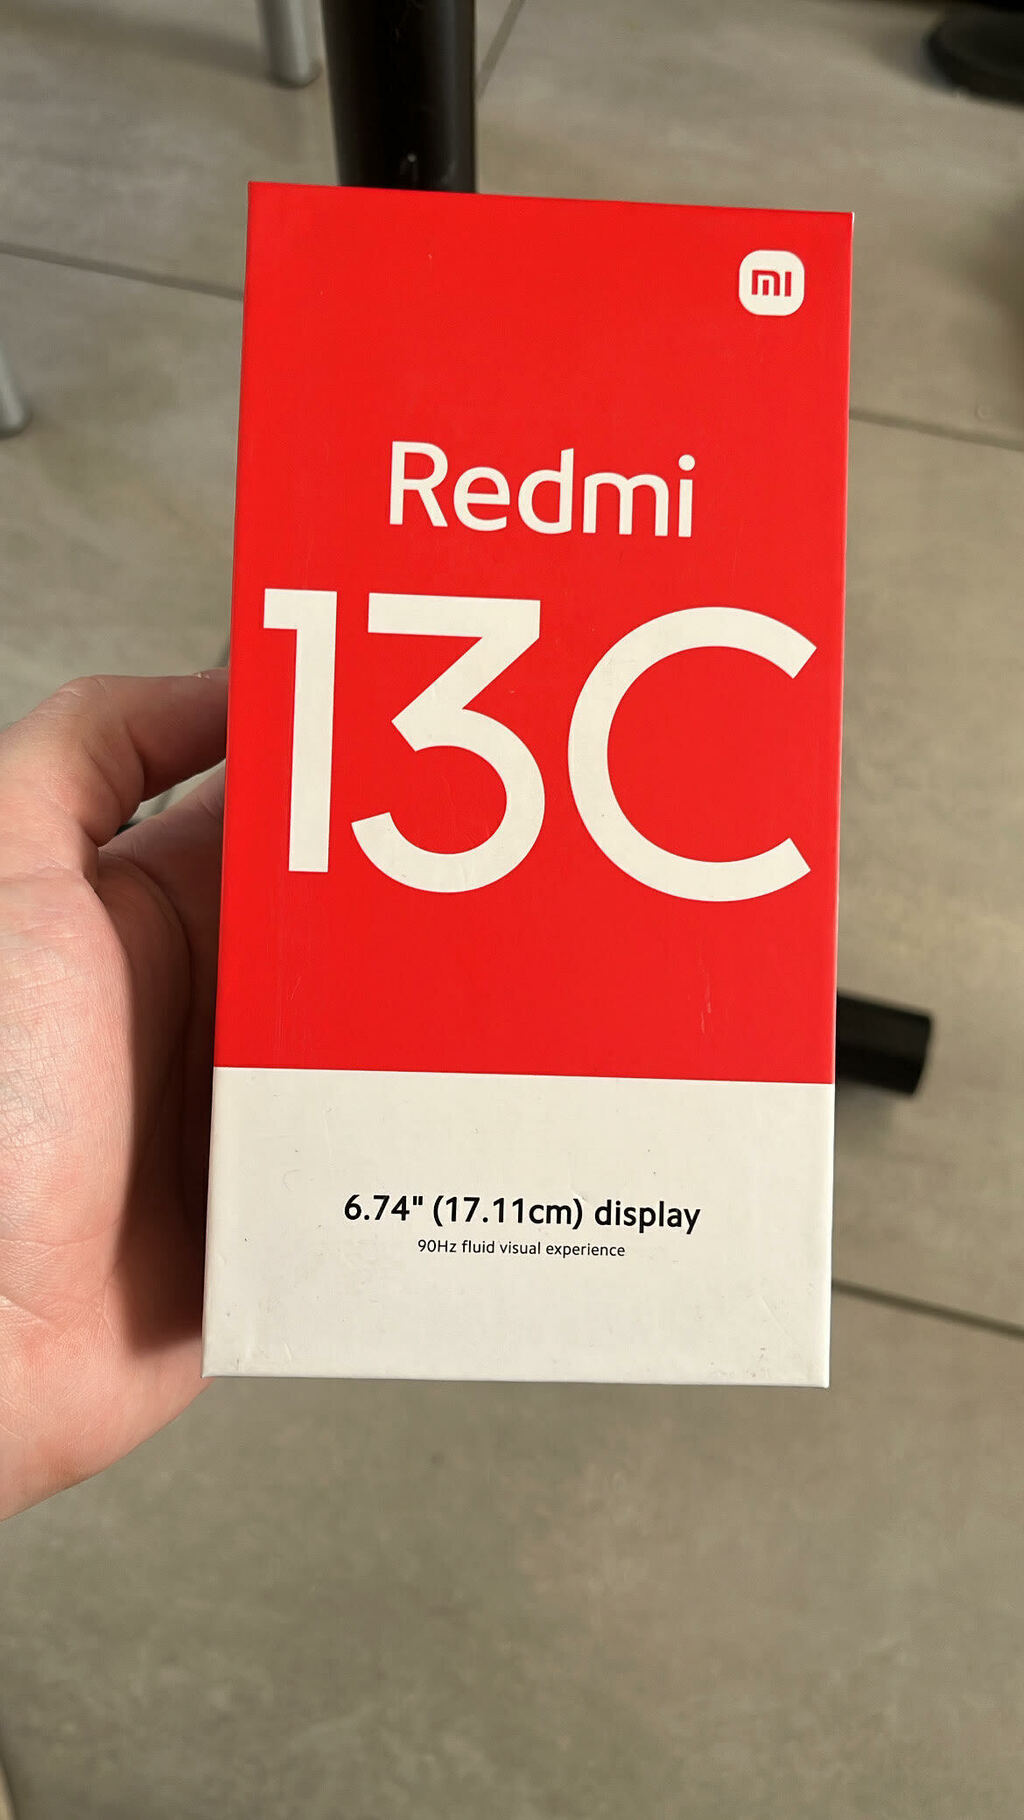 mi
Redmi
13C
6.74" (17.11cm) display
90Hz fluid visual experience